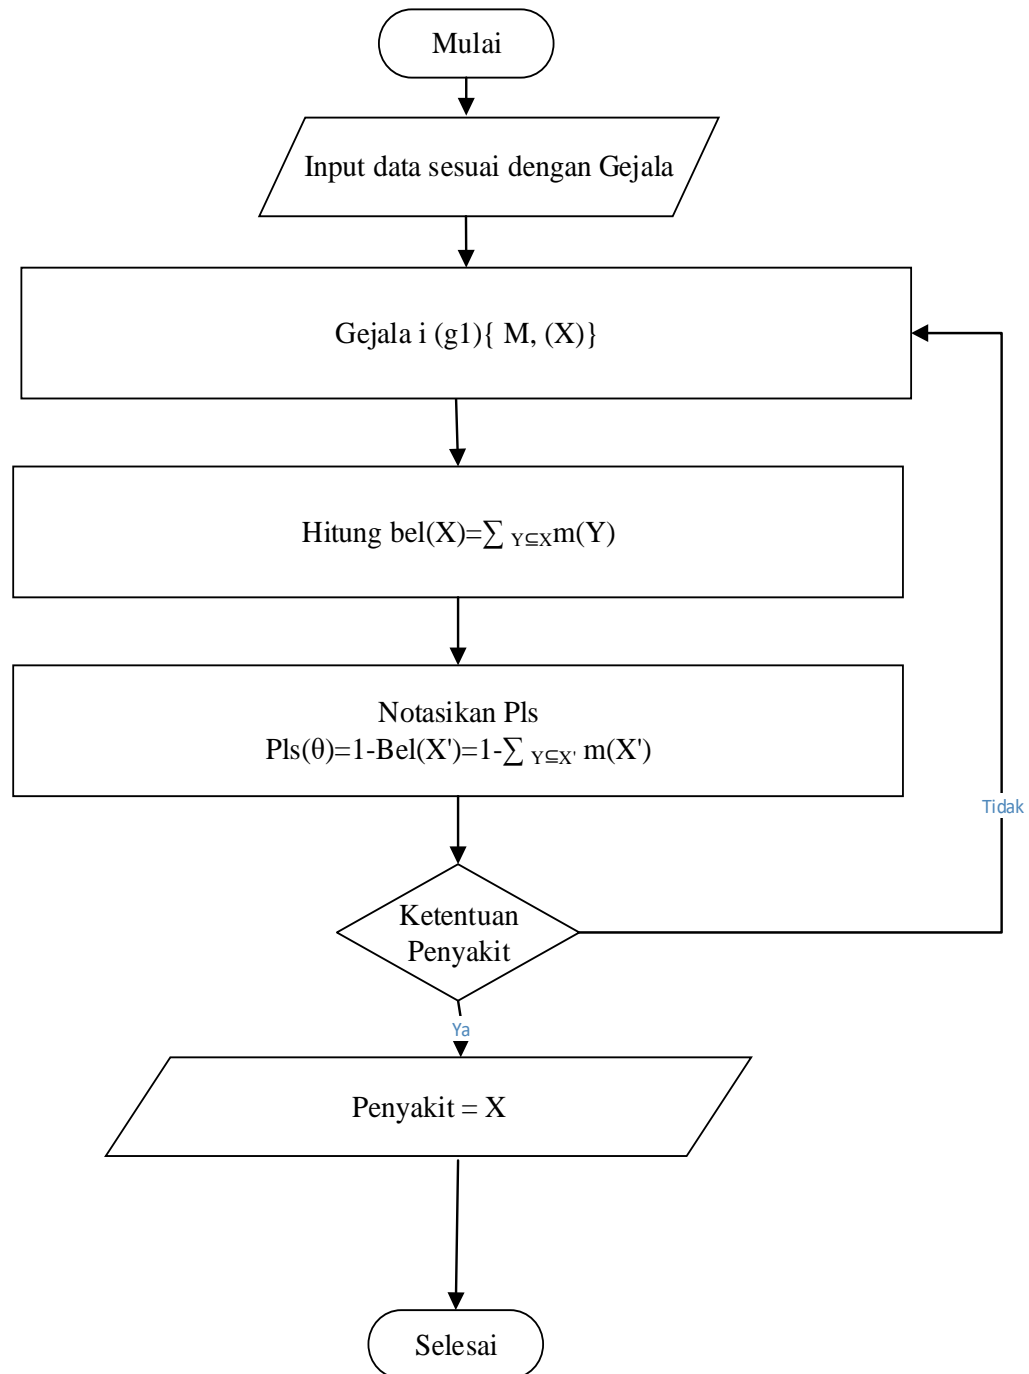 Mulai
Input data sesuai dengan Gejala
Gejala i (g1){ M, (X)}
Hitung bel(X)=∑ Y⊆Xm(Y)
Notasikan Pls
Pls(θ)=1-Bel(X')=1-∑ Y⊆X' m(X')
Tidak
Ketentuan
Penyakit
Ya
Penyakit = X
Selesai